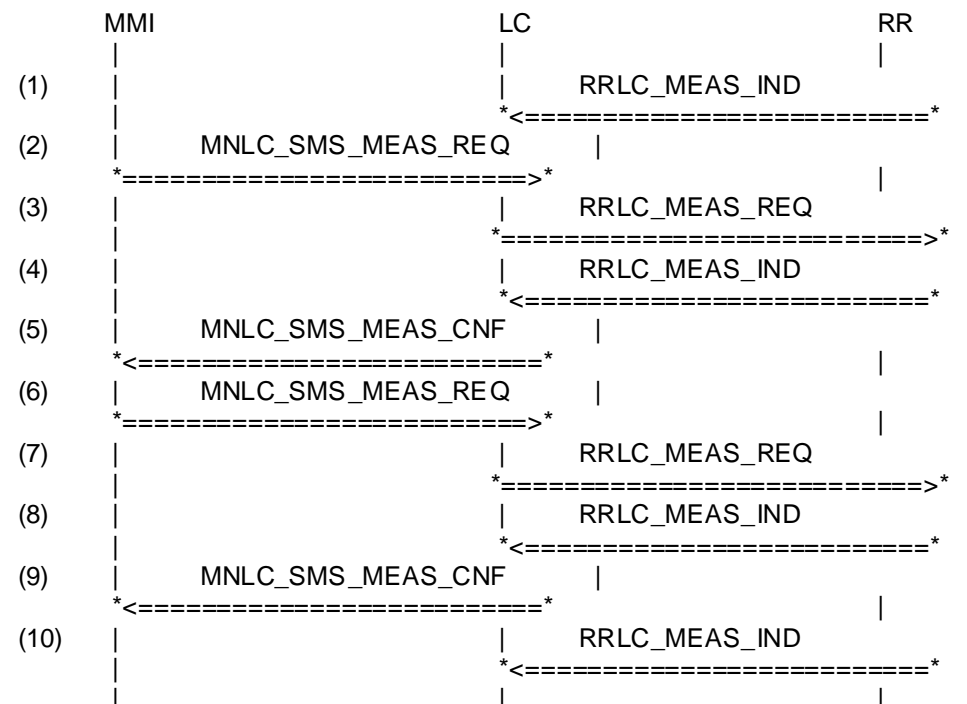 MMI LC RR
| | |
(1) | | RRLC_MEAS_IND
| *<==========================*
(2) | MNLC_SMS_MEAS_REQ |
*==========================>* |
(3) | | RRLC_MEAS_REQ
| *===========================>*
(4) | | RRLC_MEAS_IND
| *<==========================*
(5) | MNLC_SMS_MEAS_CNF |
*<==========================* |
(6) | MNLC_SMS_MEAS_REQ |
*==========================>* |
(7) | | RRLC_MEAS_REQ
| *===========================>*
(8) | | RRLC_MEAS_IND
| *<==========================*
(9) | MNLC_SMS_MEAS_CNF |
*<==========================* |
(10) | | RRLC_MEAS_IND
| *<==========================*
| | |